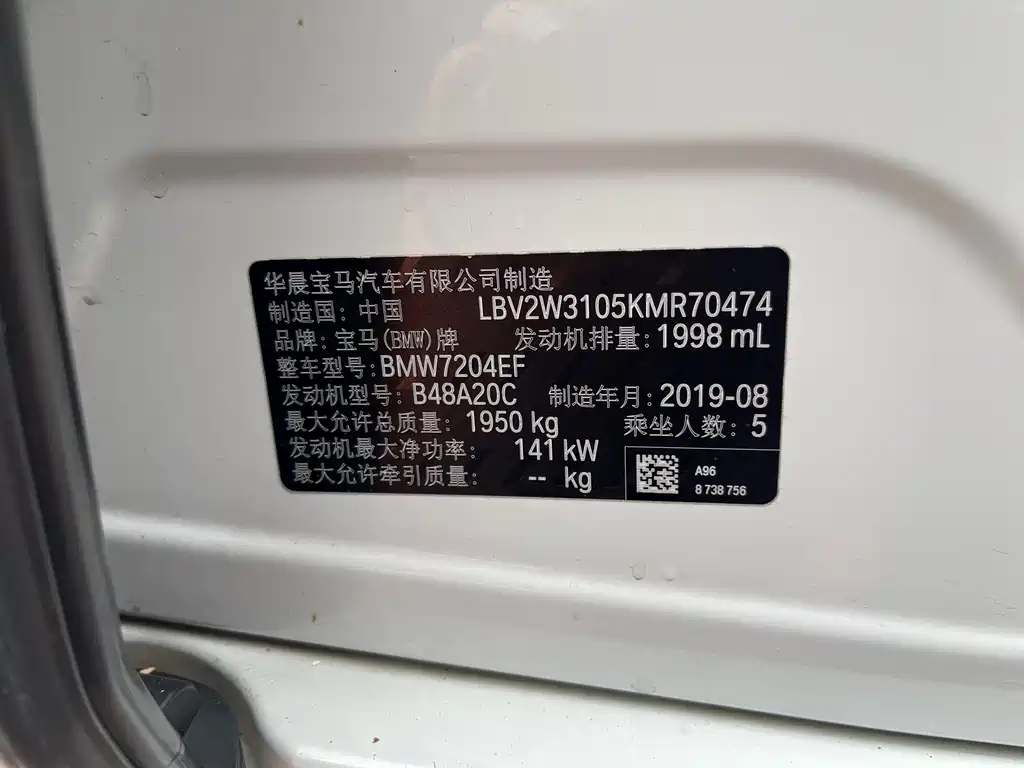 华晨宝马汽车有限公司制造
制造国：中国 LBV2W3105KMR70474
品牌：宝马(BMW)牌 发动机排量：1998 mL
整车型号：BMW7204EF
发动机型号：B48A20C 制造年月：2019-08
最大允许总质量：1950 kg 乘坐人数：5
发动机最大净功率：141 kW
最大允许牵引质量：-- kg
A96
8 738 756